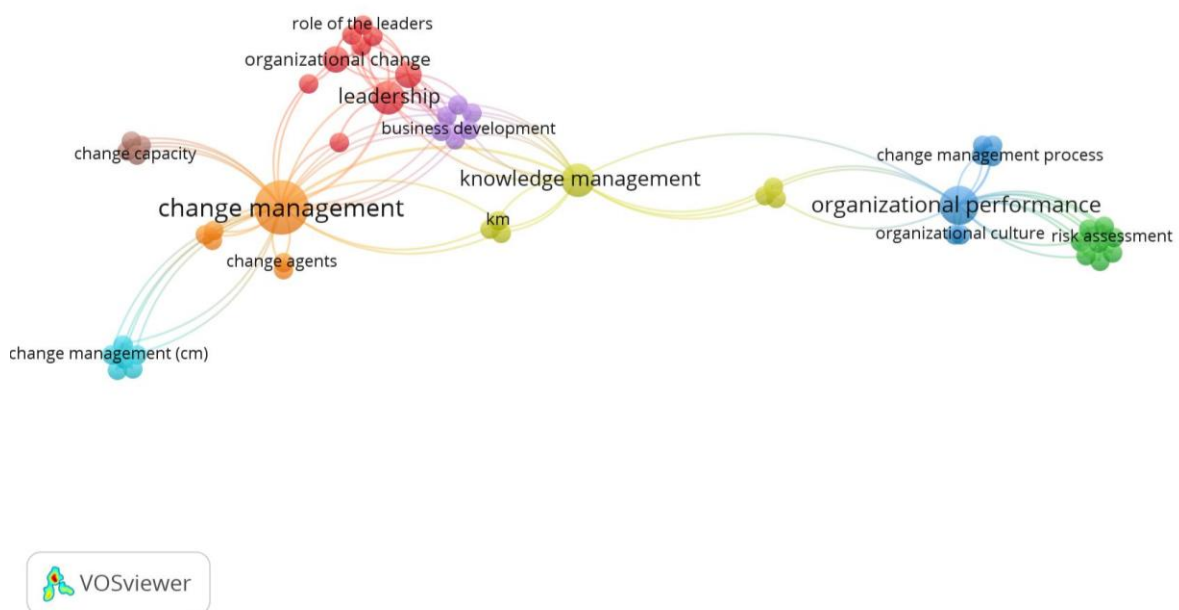 role of the leaders
organizational change
leadership
business development
change capacity
change management process
knowledge management
change management
organizational performance
km
organizational culture
risk assessment
change agents
change management (cm)
VOSviewer